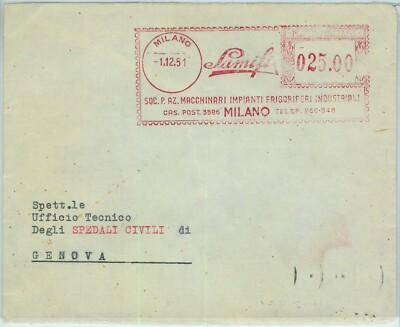 MILANO
-1.12.51
Samifi
025.00
SOC. P. AZ. MACCHINARI IMPIANTI FRIGORIFERI INDUSTRIALI
CAS. POST. 3586 MILANO TELEF.
Spett.le
Ufficio Tecnico
Degli SPEDALI CIVILI di
GENOVA